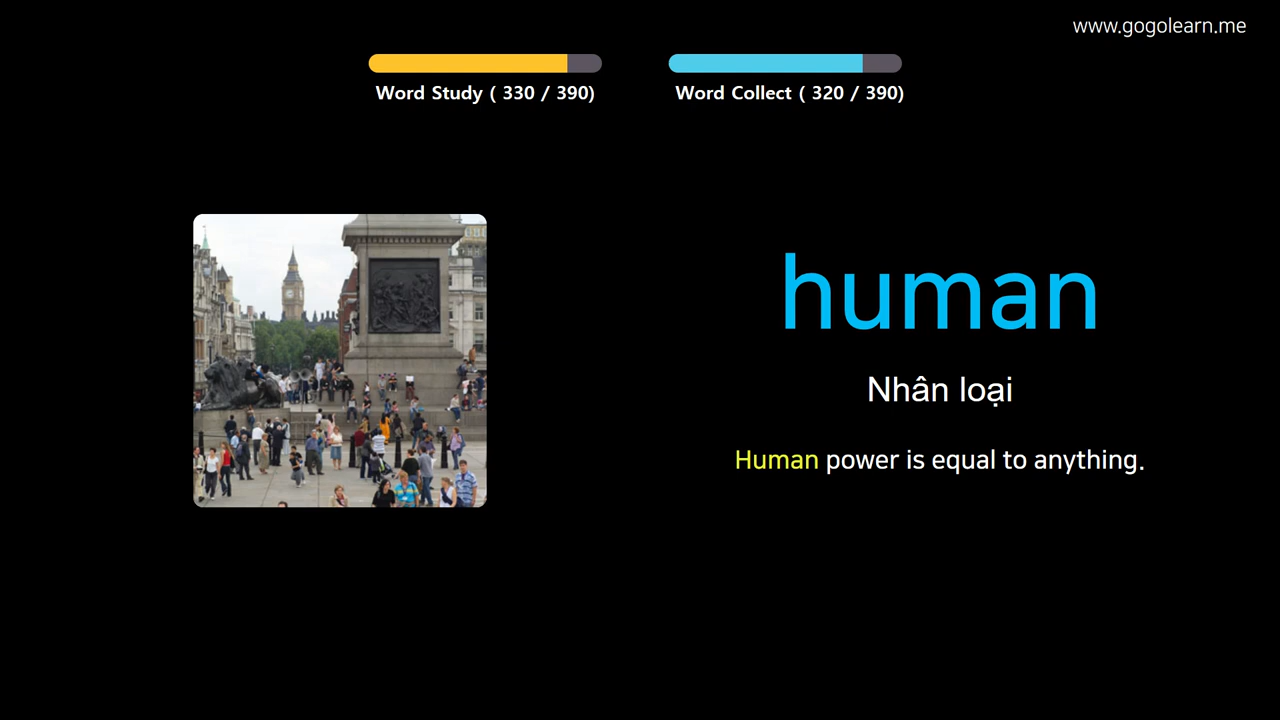 www.gogolearn.me
Word Study ( 330 / 390)
Word Collect ( 320 / 390)
human
Nhân loại
Human power is equal to anything.